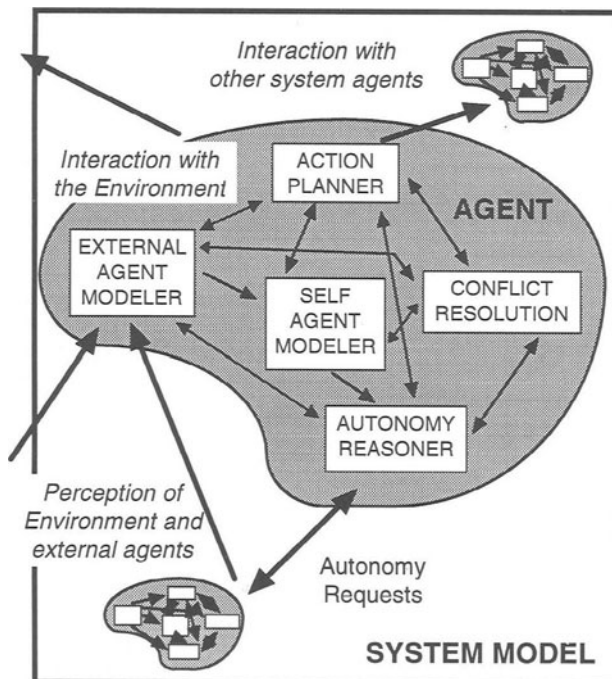 Interaction with
other system agents
Interaction with
the Environment
ACTION
PLANNER
AGENT
EXTERNAL
AGENT
MODELER
SELF
AGENT
MODELER
CONFLICT
RESOLUTION
AUTONOMY
REASONER
Perception of
Environment and
external agents
Autonomy
Requests
SYSTEM MODEL